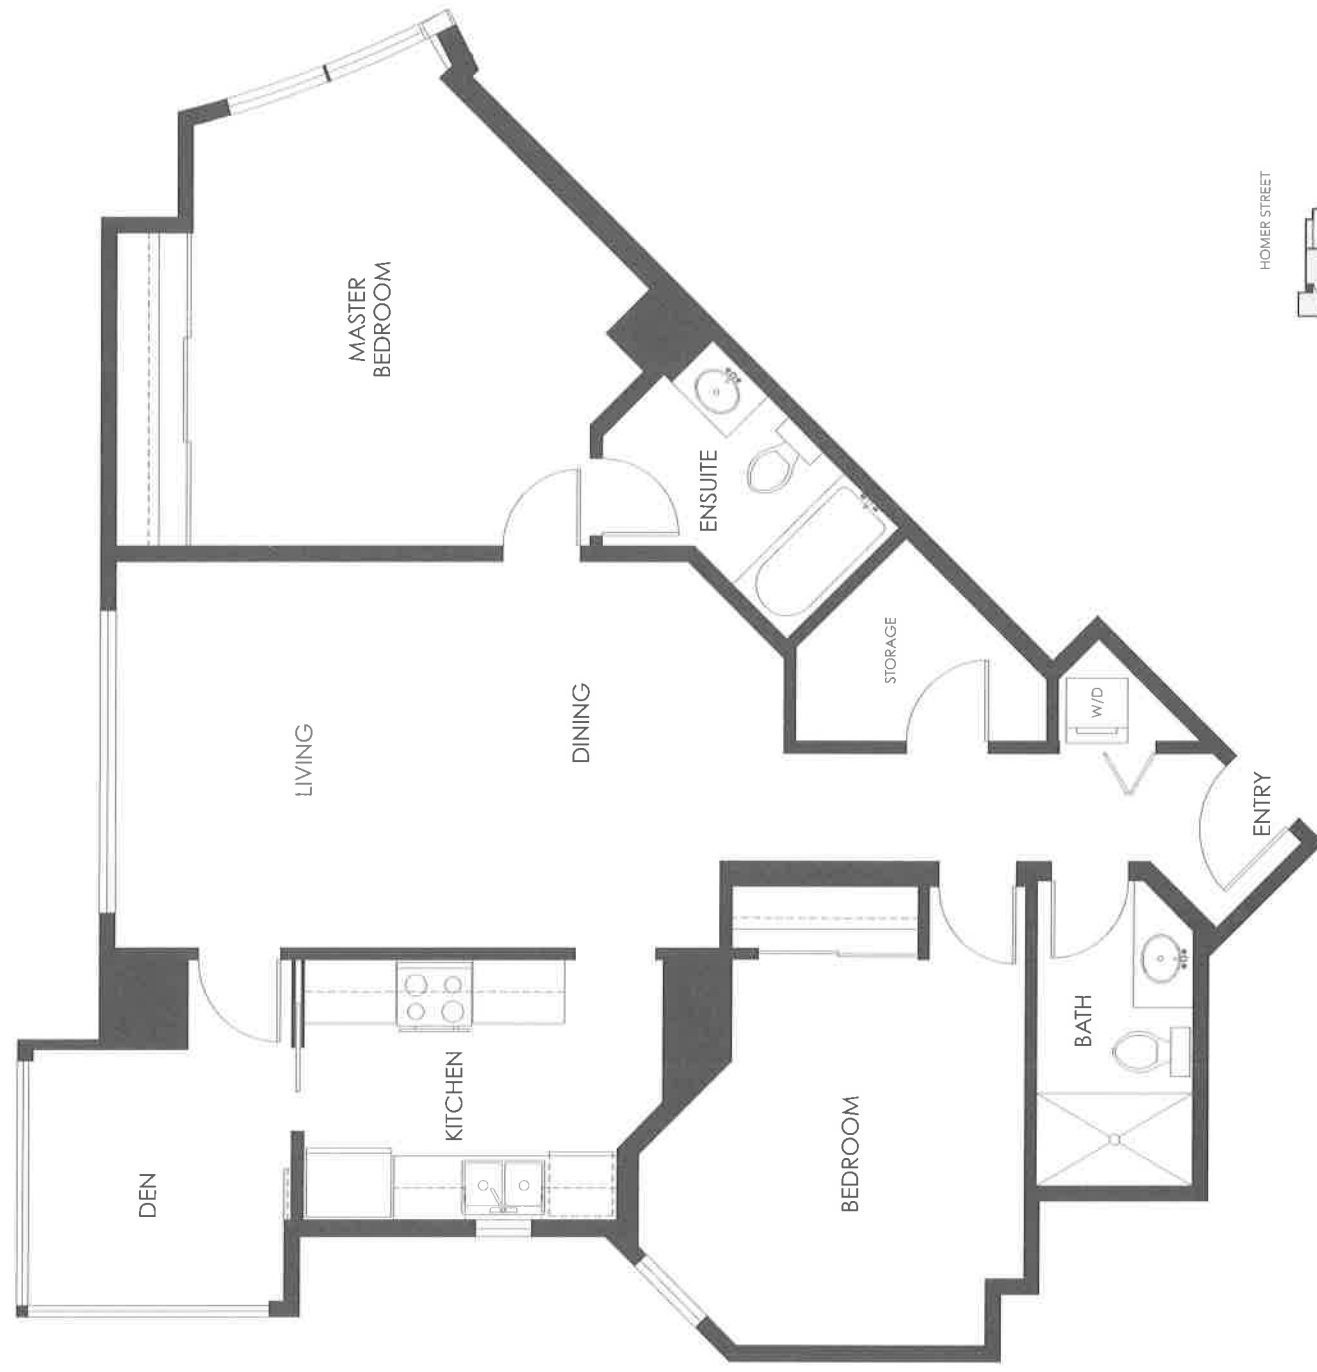 HOMER STREET
MASTER
BEDROOM
ENSUITE
STORAGE
W/D
DINING
LIVING
ENTRY
KITCHEN
BATH
BEDROOM
DEN